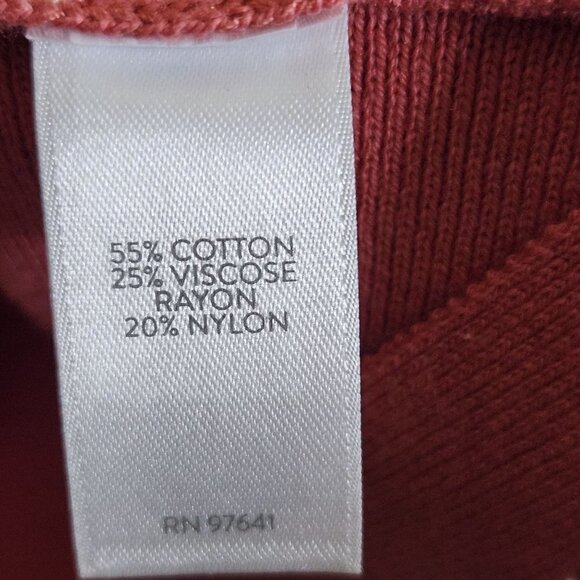 55% COTTON
25% VISCOSE
RAYON
20% NYLON
RN 97641